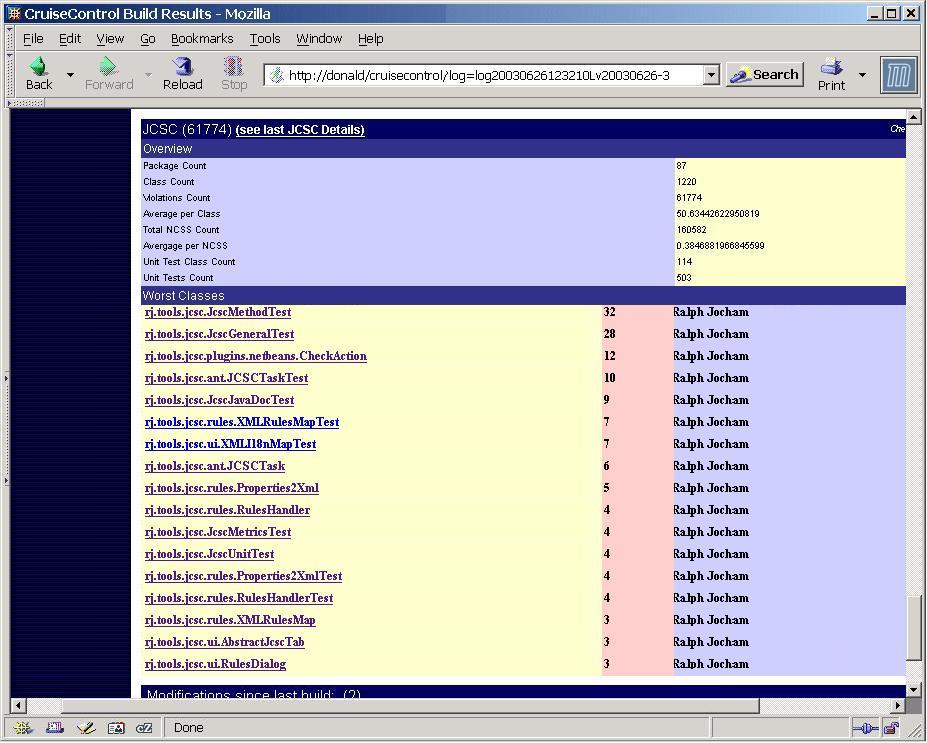 CruiseControl Build Results - Mozilla
File Edit View Go Bookmarks Tools Window Help
Back Forward Reload Stop http://donald/cruisecontrol/log=log20030626123210Lv20030626-3 Search Print
JCSC (61774) (see last JCSC Details) Che
Overview
Package Count 87
Class Count 1220
Violations Count 61774
Average per Class 50.63442622950819
Total NCSS Count 160582
Avergage per NCSS 0.3846881966845599
Unit Test Class Count 114
Unit Tests Count 503
Worst Classes
rj.tools.jcsc.JcscMethodTest 32 Ralph Jocham
rj.tools.jcsc.JcscGeneralTest 28 Ralph Jocham
rj.tools.jcsc.plugins.netbeans.CheckAction 12 Ralph Jocham
rj.tools.jcsc.ant.JCSCTaskTest 10 Ralph Jocham
rj.tools.jcsc.JcscJavaDocTest 9 Ralph Jocham
rj.tools.jcsc.rules.XMLRulesMapTest 7 Ralph Jocham
rj.tools.jcsc.ui.XMLI18nMapTest 7 Ralph Jocham
rj.tools.jcsc.ant.JCSCTask 6 Ralph Jocham
rj.tools.jcsc.rules.Properties2Xml 5 Ralph Jocham
rj.tools.jcsc.rules.RulesHandler 4 Ralph Jocham
rj.tools.jcsc.JcscMetricsTest 4 Ralph Jocham
rj.tools.jcsc.JcscUnitTest 4 Ralph Jocham
rj.tools.jcsc.rules.Properties2XmlTest 4 Ralph Jocham
rj.tools.jcsc.rules.RulesHandlerTest 4 Ralph Jocham
rj.tools.jcsc.rules.XMLRulesMap 3 Ralph Jocham
rj.tools.jcsc.ui.AbstractJcscTab 3 Ralph Jocham
rj.tools.jcsc.ui.RulesDialog 3 Ralph Jocham
Modifications since last build: (2)
cZ Done